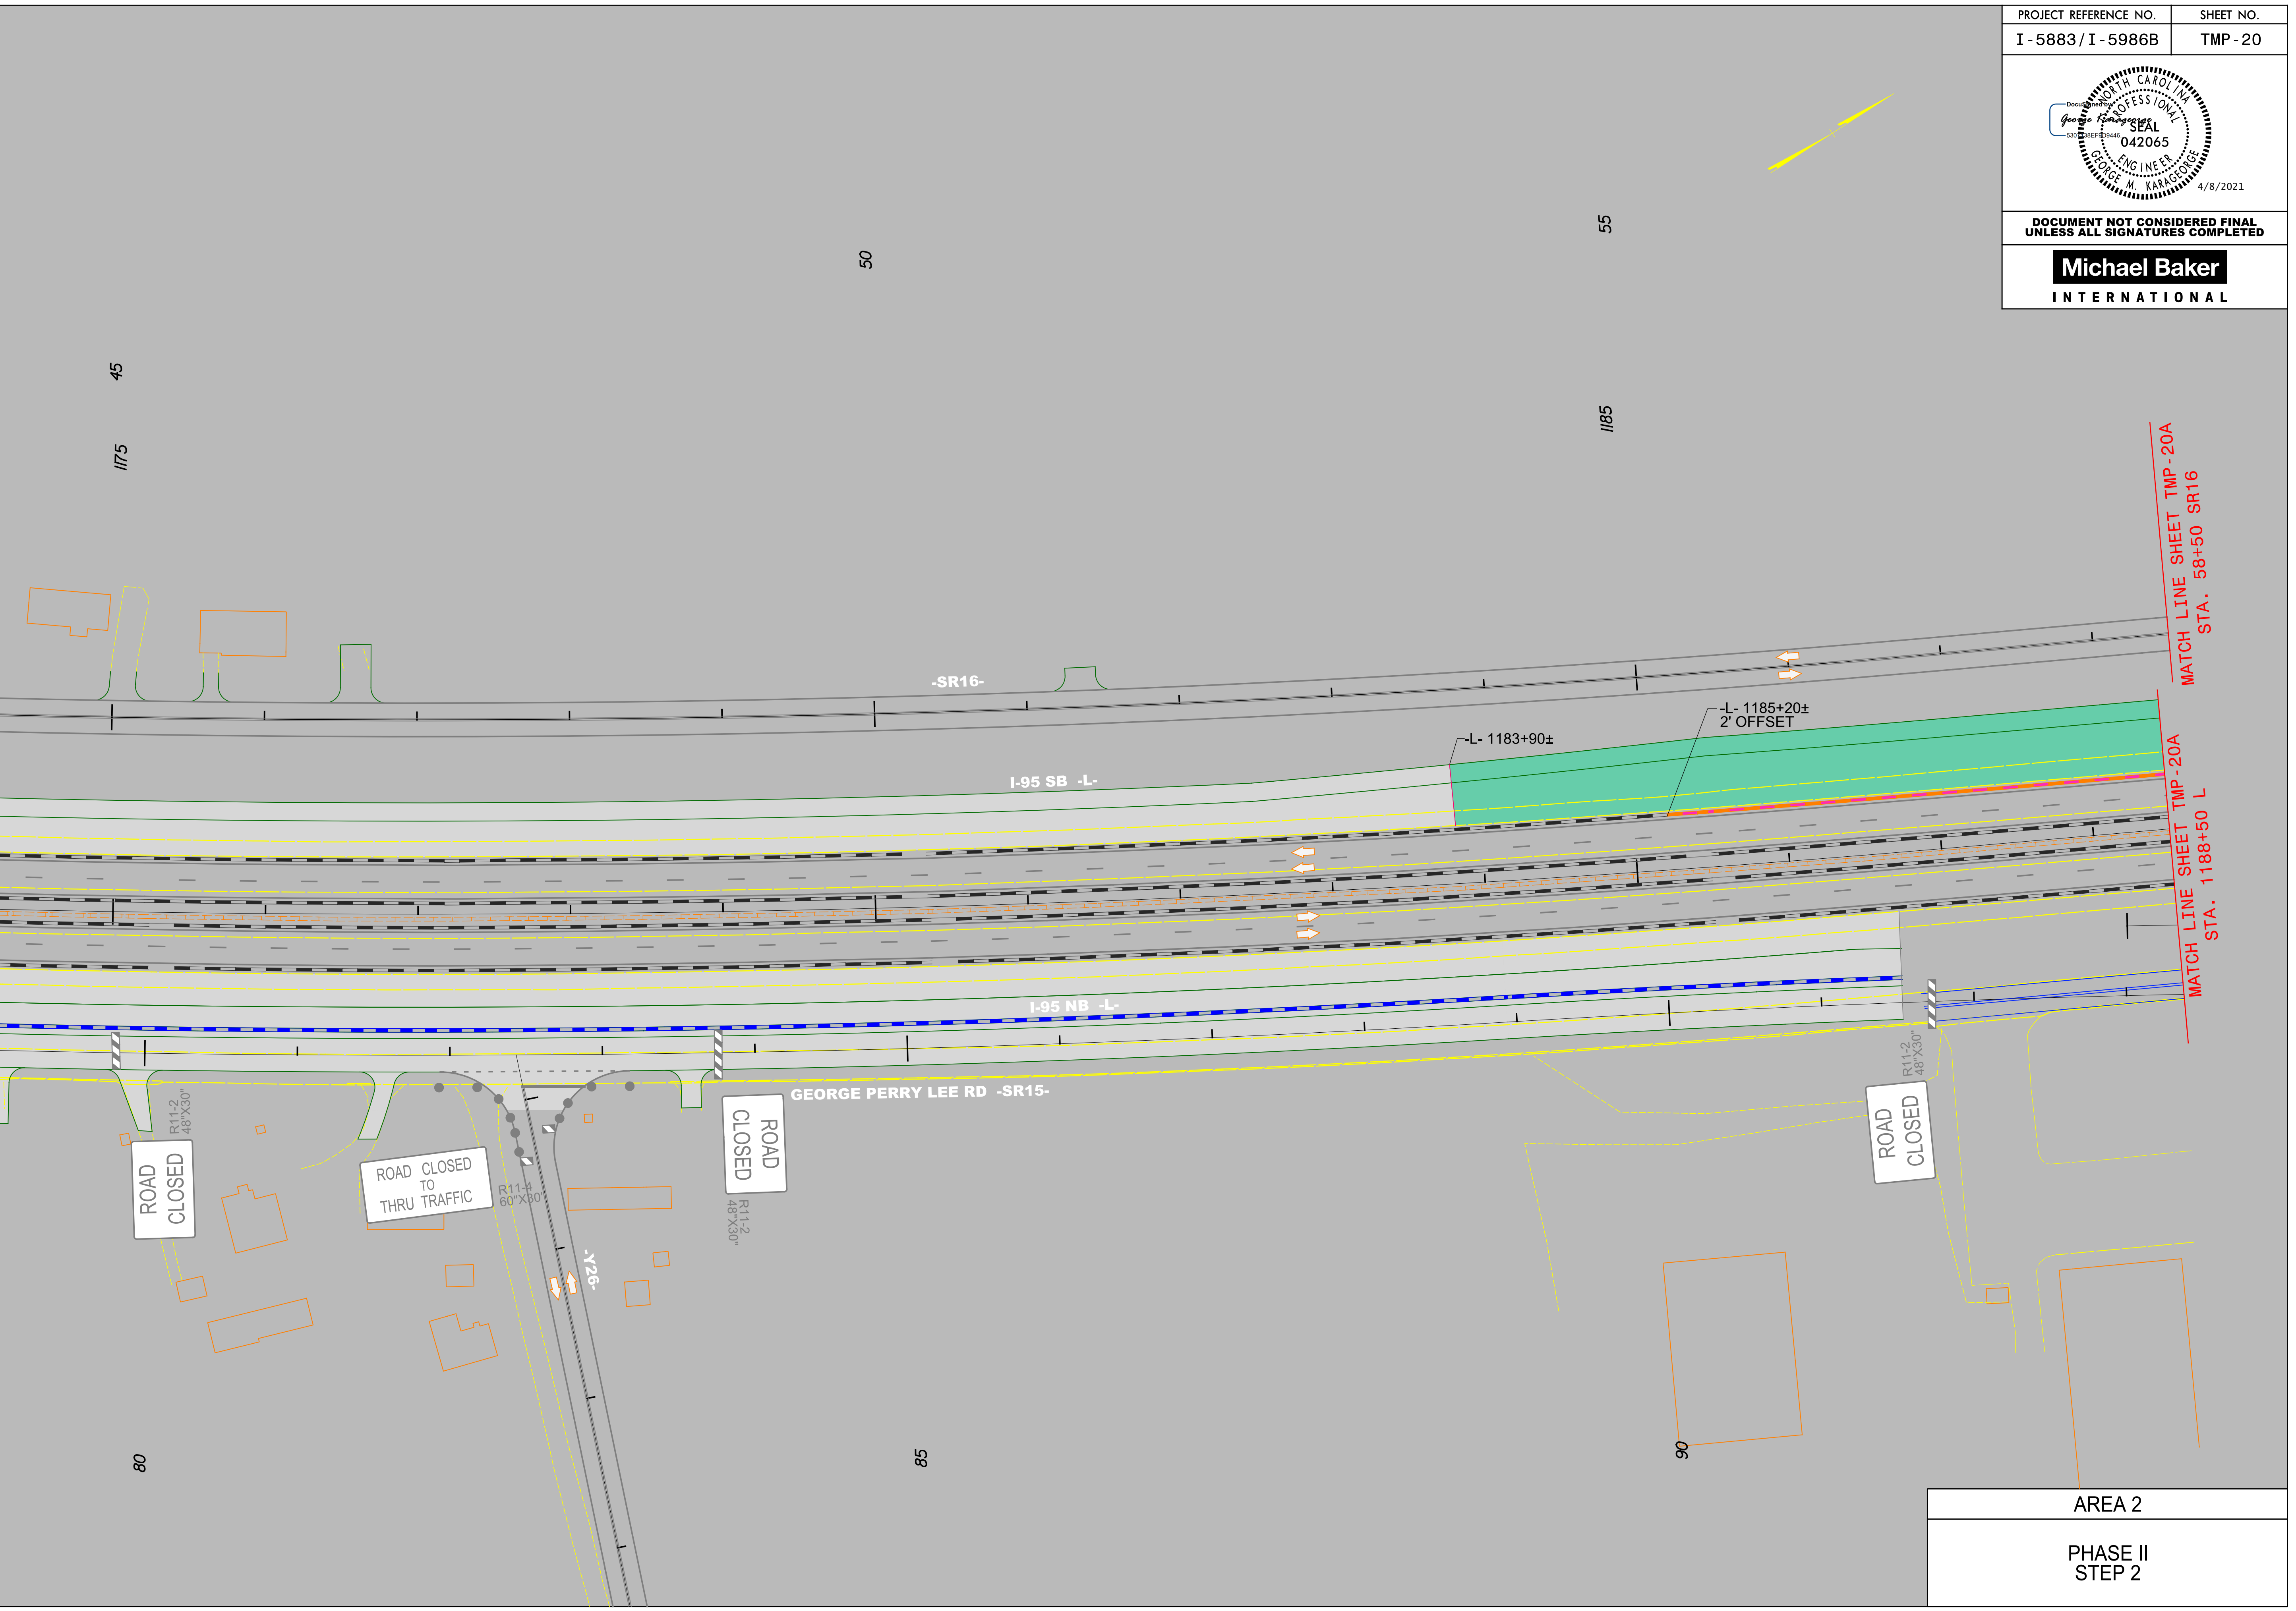 PROJECT REFERENCE NO.
SHEET NO.
I-5883/I-5986B
TMP-20
NORTH CAROLINA
PROFESSIONAL
SEAL
042065
ENGINEER
GEORGE M. KARAGEORGE
DocuSigned by:
George Karageorge
4/8/2021
DOCUMENT NOT CONSIDERED FINAL
UNLESS ALL SIGNATURES COMPLETED
Michael Baker
INTERNATIONAL
45
50
55
1175
1185
MATCH LINE SHEET TMP-20A
STA. 58+50 SR16
-SR16-
-L- 1185+20±
2' OFFSET
-L- 1183+90±
I-95 SB -L-
MATCH LINE SHEET TMP-20A
STA. 1188+50 L
I-95 NB -L-
GEORGE PERRY LEE RD -SR15-
R11-2
48"X30"
ROAD
CLOSED
ROAD CLOSED
TO
THRU TRAFFIC
R11-4
60"X30"
ROAD
CLOSED
R11-2
48"X30"
R11-2
48"X30"
ROAD
CLOSED
-Y26-
80
85
90
AREA 2
PHASE II
STEP 2